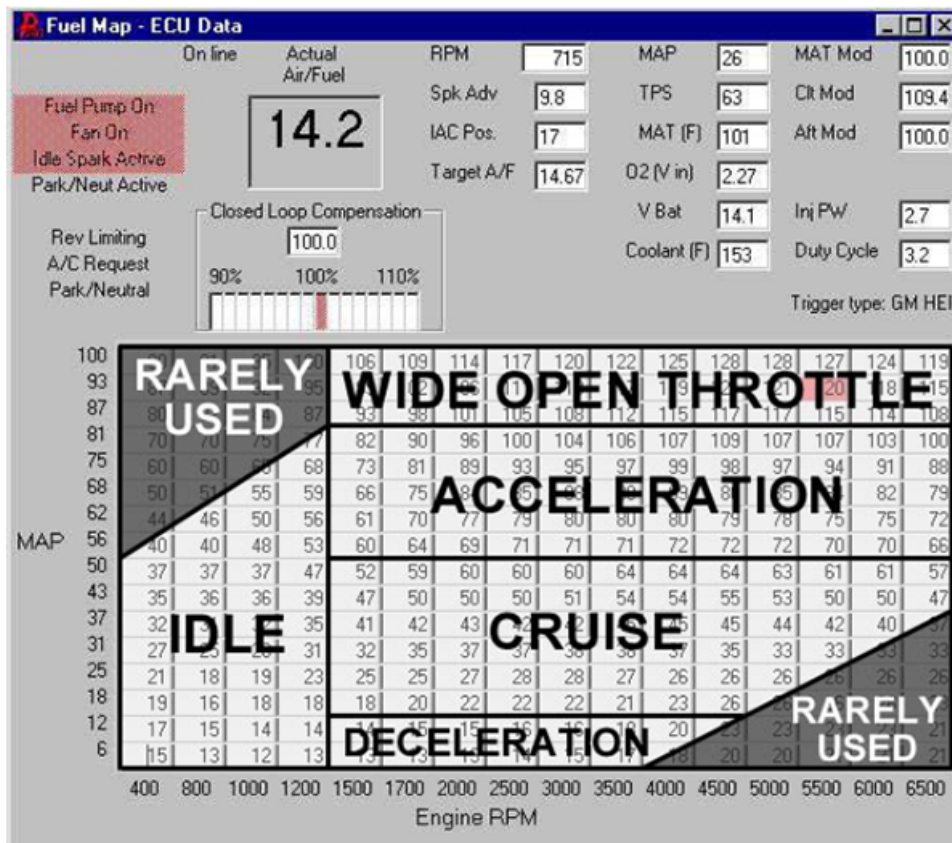 Fuel Map - ECU Data
On line Actual Air/Fuel RPM 715 MAP 26 MAT Mod 100.0
Fuel Pump On 14.2 Spk Adv 9.8 TPS 63 Clt Mod 109.4
Fan On IAC Pos. 17 MAT (F) 101 Aft Mod 100.0
Idle Spark Active Target A/F 14.67 O2 (V in) 2.27
Park/Neut Active
Closed Loop Compensation V Bat 14.1 Inj PW 2.7
Rev Limiting 100.0 Coolant (F) 153 Duty Cycle 3.2
A/C Request
Park/Neutral 90% 100% 110%
Trigger type: GM HEI
100 106 109 114 117 120 122 125 128 128 127 124 119
RARELY USED
WIDE OPEN THROTTLE
93 95 20 118 115
87 87 93 98 101 105 108 112 115 117 117 115 114 108
81 70 70 75 82 90 96 100 104 106 107 109 107 107 103 100
75 60 60 68 73 81 89 93 95 97 99 98 97 94 91 88
68 50 51 55 59 66 75 82 78
ACCELERATION
62 44 46 50 56 61 70 77 79 80 80 80 79 78 75 75 72
MAP
56 40 40 48 53 60 64 69 71 71 71 72 72 72 70 70 66
50 37 37 37 47 52 59 60 60 60 64 64 64 63 61 61 57
43 35 36 36 39 47 50 50 50 51 54 54 55 53 50 50 47
37 32 35 41 42 43 45 45 44 42 40
IDLE
CRUISE
31 27 31 32 35 37 37 37 35 33 33 33
25 21 18 19 23 25 25 27 28 28 27 26 26 26
18 19 16 18 18 18 20 22 22 22 21 23 26
RARELY USED
12 17 15 14 14 20
DECELERATION
6 15 13 12 13
400 800 1000 1200 1500 1700 2000 2500 3000 3500 4000 4500 5000 5500 6000 6500
Engine RPM